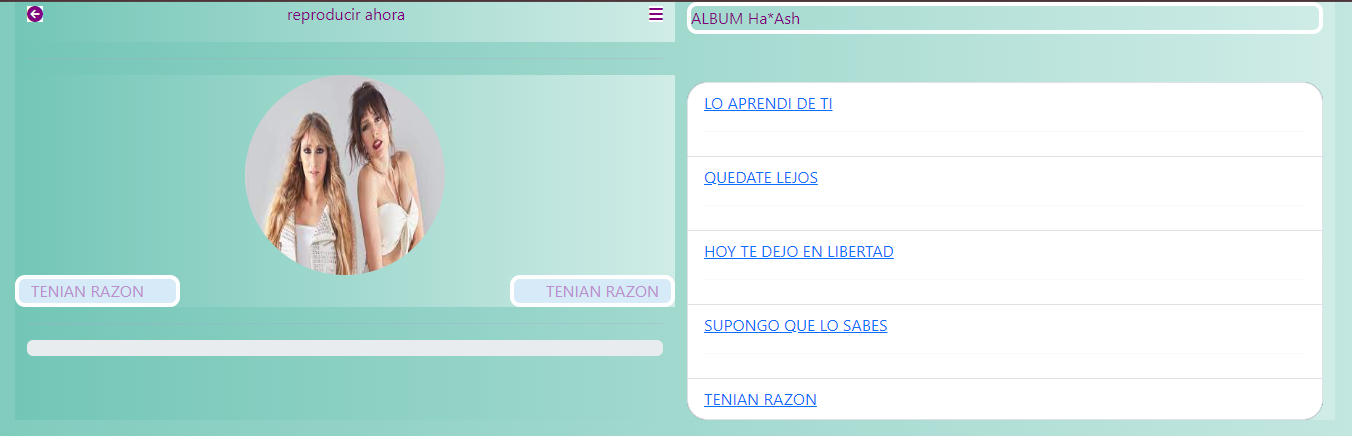 reproducir ahora
TENIAN RAZON
TENIAN RAZON
ALBUM Ha*Ash
LO APRENDI DE TI
QUEDATE LEJOS
HOY TE DEJO EN LIBERTAD
SUPONGO QUE LO SABES
TENIAN RAZON